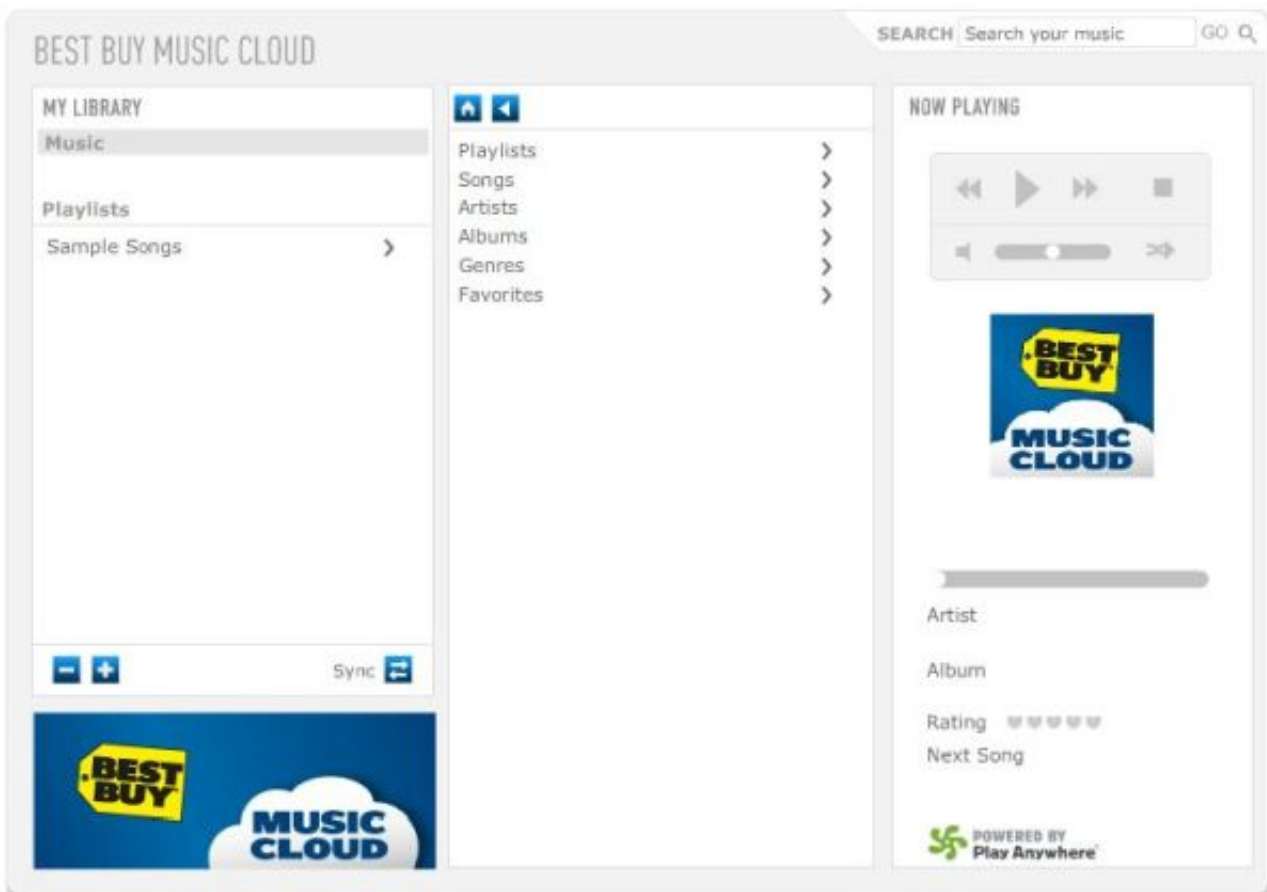 BEST BUY MUSIC CLOUD
SEARCH Search your music GO
MY LIBRARY
Music
Playlists
Sample Songs
Sync
BEST
BUY
MUSIC
CLOUD
Playlists
Songs
Artists
Albums
Genres
Favorites
NOW PLAYING
BEST
BUY
MUSIC
CLOUD
Artist
Album
Rating
Next Song
POWERED BY
Play Anywhere